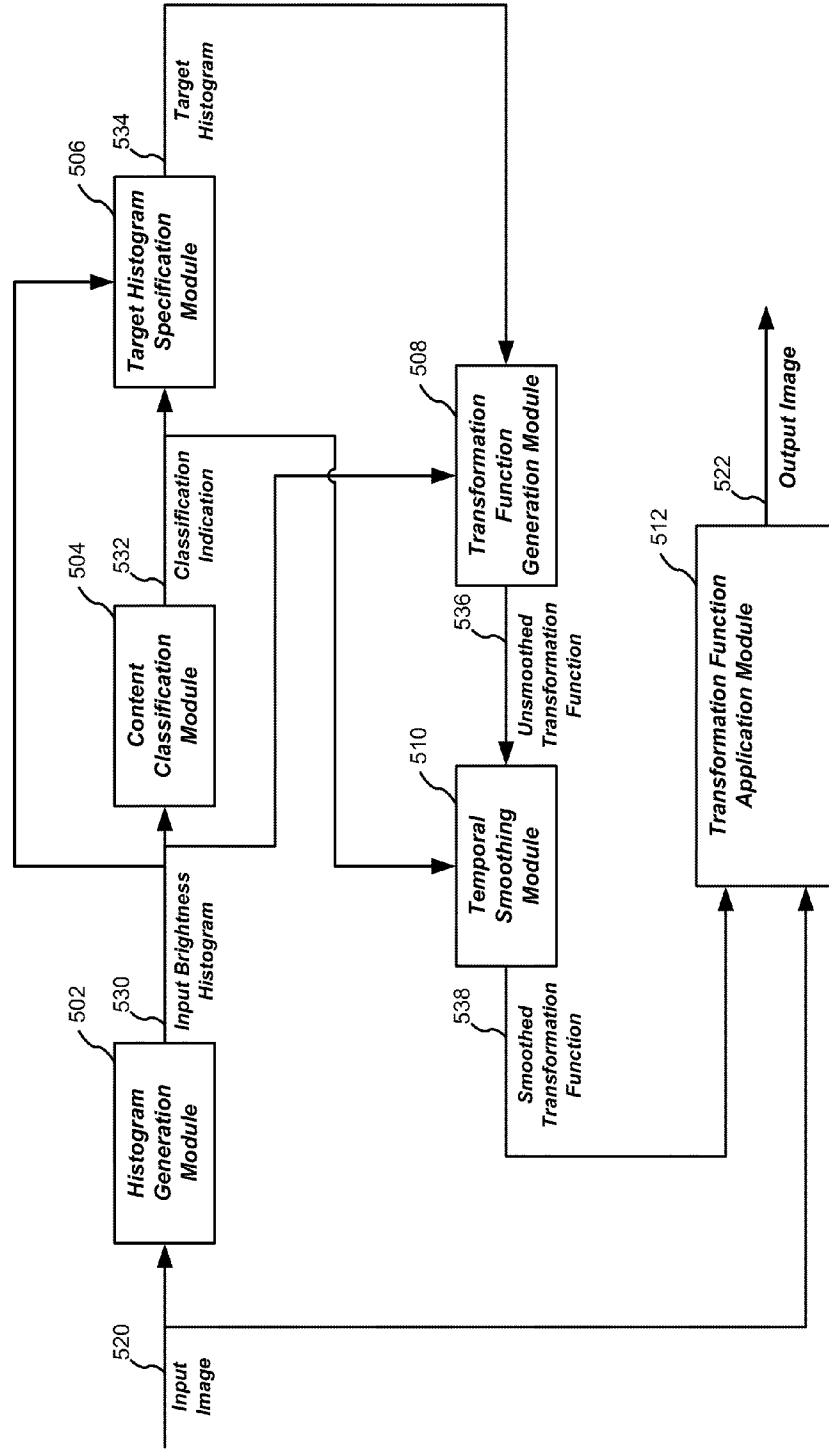 520
Input
Image
502
Histogram
Generation
Module
530
Input Brightness
Histogram
504
Content
Classification
Module
532
Classification
Indication
506
Target Histogram
Specification
Module
534
Target
Histogram
508
Transformation
Function
Generation Module
536
Unsmoothed
Transformation
Function
510
Temporal
Smoothing
Module
538
Smoothed
Transformation
Function
512
Transformation Function
Application Module
522
Output Image